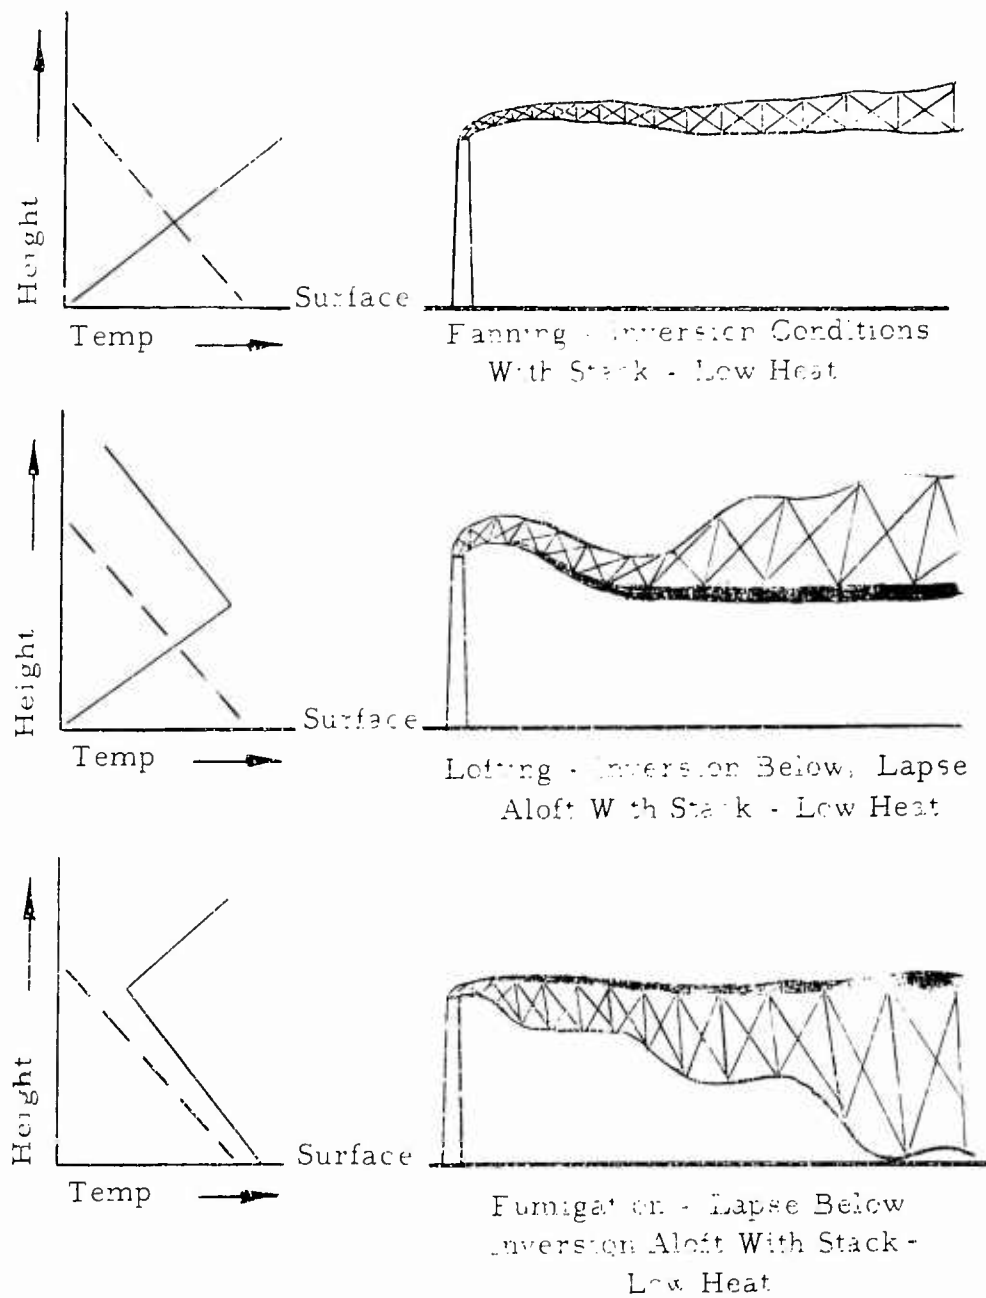 Height
Temp
Surface
Fanning - Inversion Conditions
With Stack - Low Heat
Height
Temp
Surface
Lofting - Inversion Below, Lapse
Aloft With Stack - Low Heat
Height
Temp
Surface
Fumigation - Lapse Below
Inversion Aloft With Stack -
Low Heat